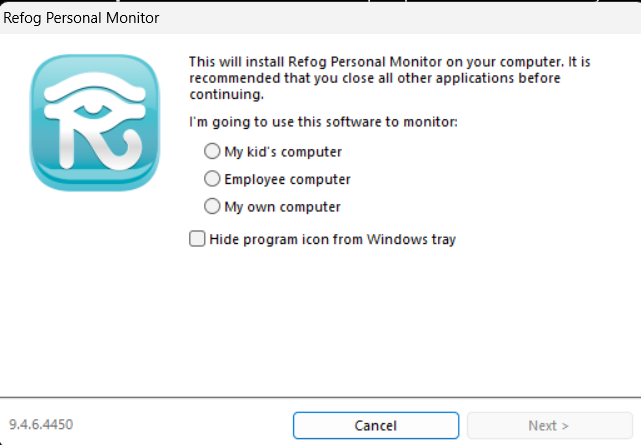 Refog Personal Monitor
This will install Refog Personal Monitor on your computer. It is
recommended that you close all other applications before
continuing.
I'm going to use this software to monitor:
My kid's computer
Employee computer
My own computer
Hide program icon from Windows tray
9.4.6.4450
Cancel
Next >